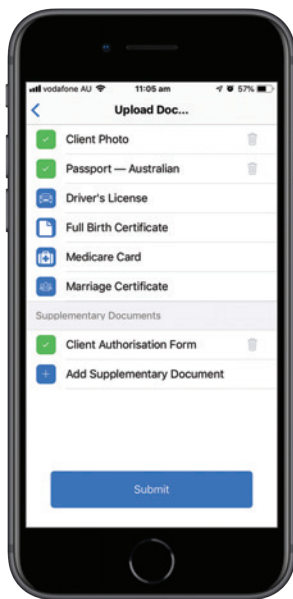 vodafone AU 11:05 am 57%
Upload Doc...
Client Photo
Passport — Australian
Driver's License
Full Birth Certificate
Medicare Card
Marriage Certificate
Supplementary Documents
Client Authorisation Form
Add Supplementary Document
Submit